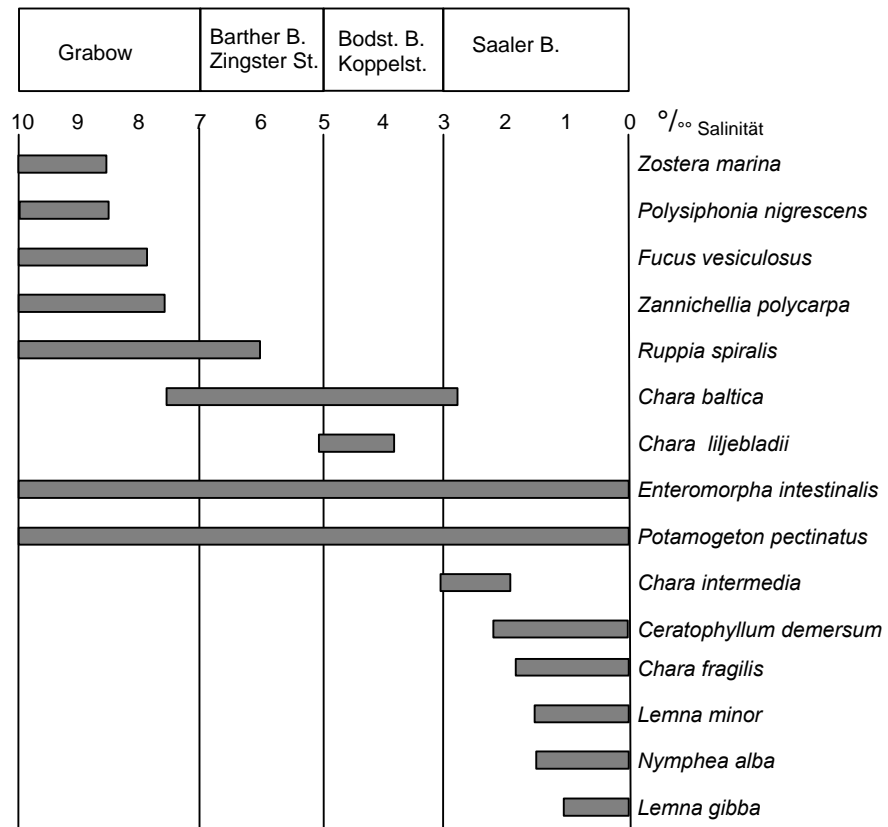 Grabow
Barther B.
Zingster St.
Bodst. B.
Koppelst.
Saaler B.
10 9 8 7 6 5 4 3 2 1 0 °/°° Salinität
Zostera marina
Polysiphonia nigrescens
Fucus vesiculosus
Zannichellia polycarpa
Ruppia spiralis
Chara baltica
Chara liljebladii
Enteromorpha intestinalis
Potamogeton pectinatus
Chara intermedia
Ceratophyllum demersum
Chara fragilis
Lemna minor
Nymphea alba
Lemna gibba